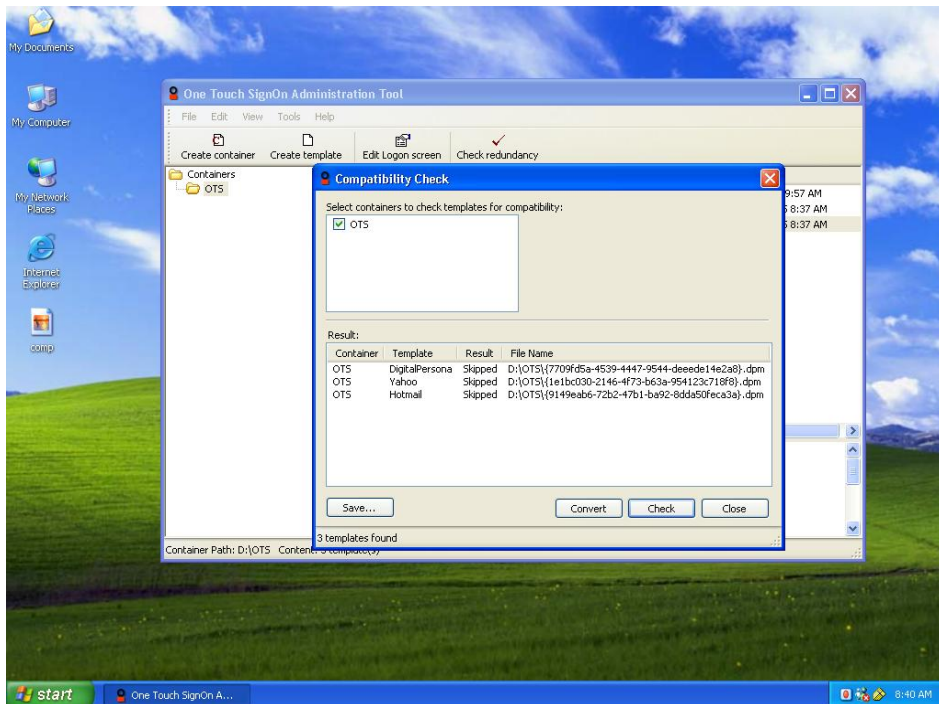 My Documents
My Computer
My Network
Places
Internet
Explorer
comp
One Touch SignOn Administration Tool
File Edit View Tools Help
Create container Create template Edit Logon screen Check redundancy
Containers
OTS
9:57 AM
8:37 AM
8:37 AM
Compatibility Check
Select containers to check templates for compatibility:
OTS
Result:
Container Template Result File Name
OTS DigitalPersona Skipped D:\OTS\{7709fd5a-4539-4447-9544-deeede14e2a8}.dpm
OTS Yahoo Skipped D:\OTS\{1e1bc030-2146-4f73-b63a-954123c718f8}.dpm
OTS Hotmail Skipped D:\OTS\{9149eab6-72b2-47b1-ba92-8dda50feca3a}.dpm
Save... Convert Check Close
3 templates found
Container Path: D:\OTS Content: 3 template(s)
start One Touch SignOn A... 8:40 AM